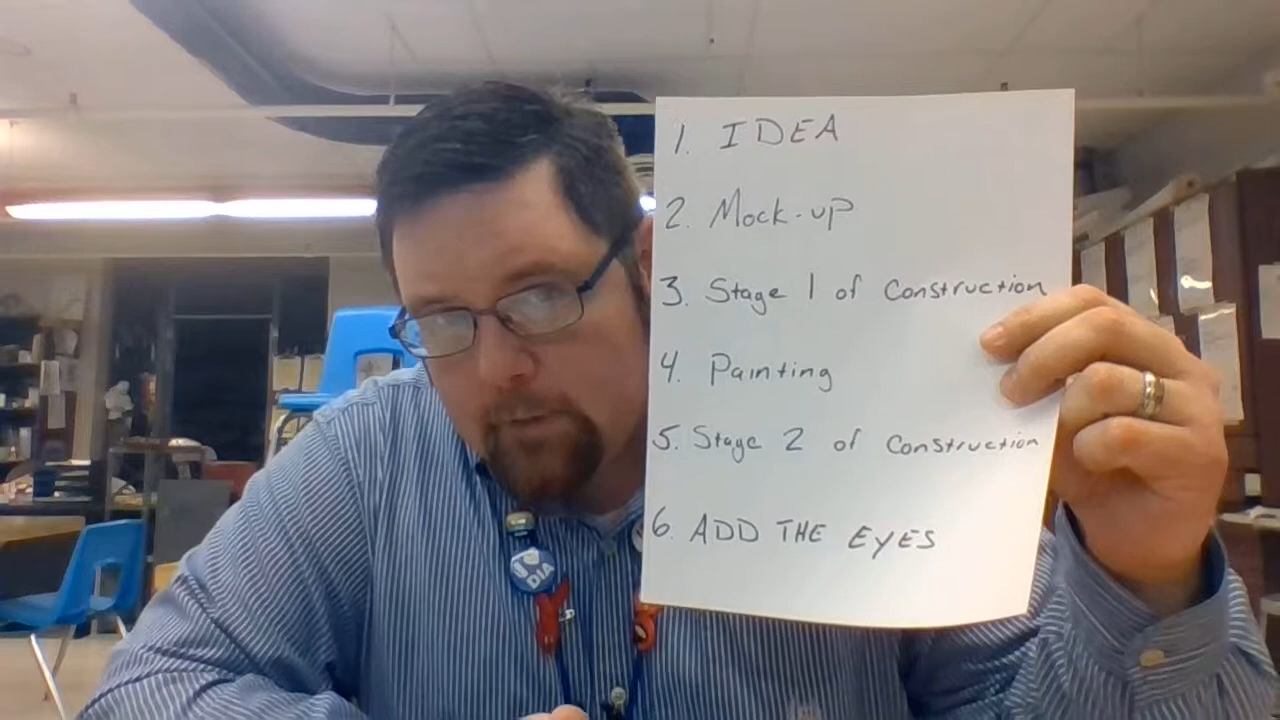 1. IDEA
2. Mock-up
3. Stage 1 of Construction
4. Painting
5. Stage 2 of Construction
6. ADD THE EYES
I DIA